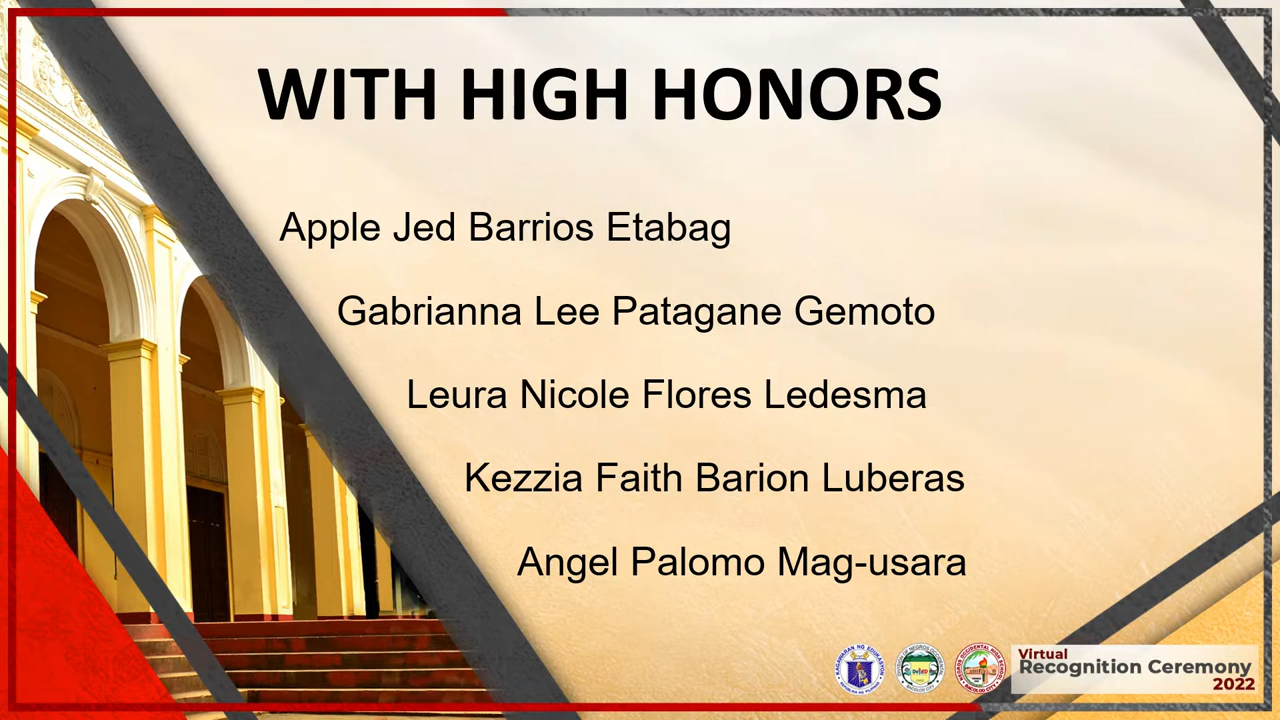 WITH HIGH HONORS
Apple Jed Barrios Etabag
Gabrianna Lee Patagane Gemoto
Leura Nicole Flores Ledesma
Kezzia Faith Barion Luberas
Angel Palomo Mag-usara
Virtual
Recognition Ceremony
2022